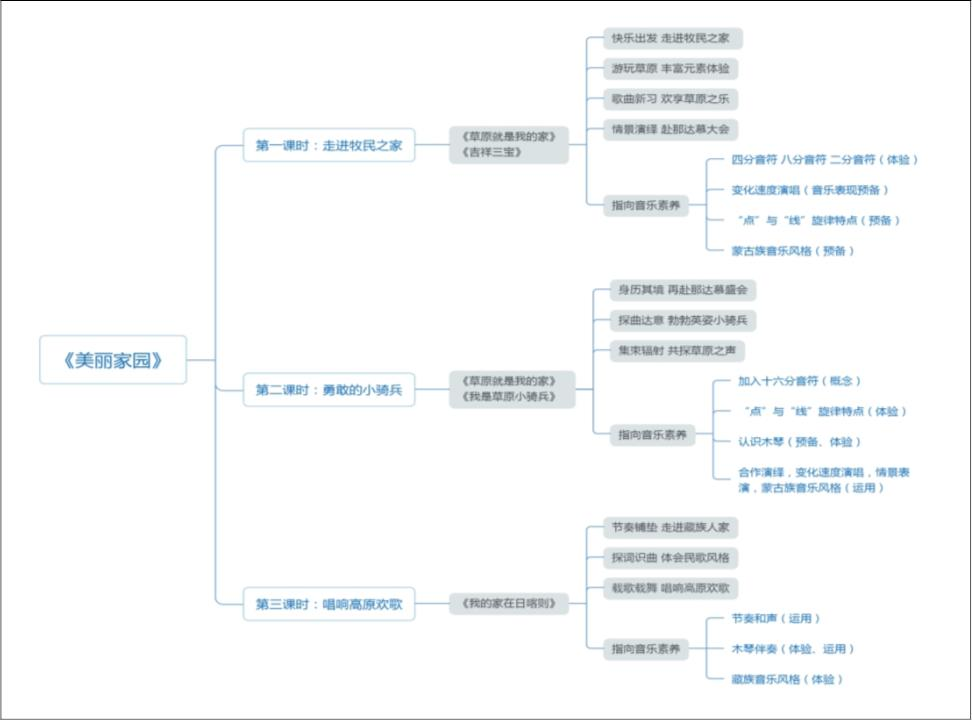 《美丽家园》
第一课时：走进牧民之家
《草原就是我的家》
《吉祥三宝》
快乐出发 走进牧民之家
游玩草原 丰富元素体验
歌曲新习 欢享草原之乐
情景演绎 赴那达慕大会
指向音乐素养
四分音符 八分音符 二分音符（体验）
变化速度演唱（音乐表现预备）
“点”与“线”旋律特点（预备）
蒙古族音乐风格（预备）
第二课时：勇敢的小骑兵
《草原就是我的家》
《我是草原小骑兵》
身历其境 再赴那达慕盛会
探曲达意 勃勃英姿小骑兵
集束辐射 共探草原之声
指向音乐素养
加入十六分音符（概念）
“点”与“线”旋律特点（体验）
认识木琴（预备、体验）
合作演绎，变化速度演唱，情景表
演，蒙古族音乐风格（运用）
第三课时：唱响高原欢歌
《我的家在日喀则》
节奏铺垫 走进藏族人家
探词识曲 体会民歌风格
载歌载舞 唱响高原欢歌
指向音乐素养
节奏和声（运用）
木琴伴奏（体验、运用）
藏族音乐风格（体验）